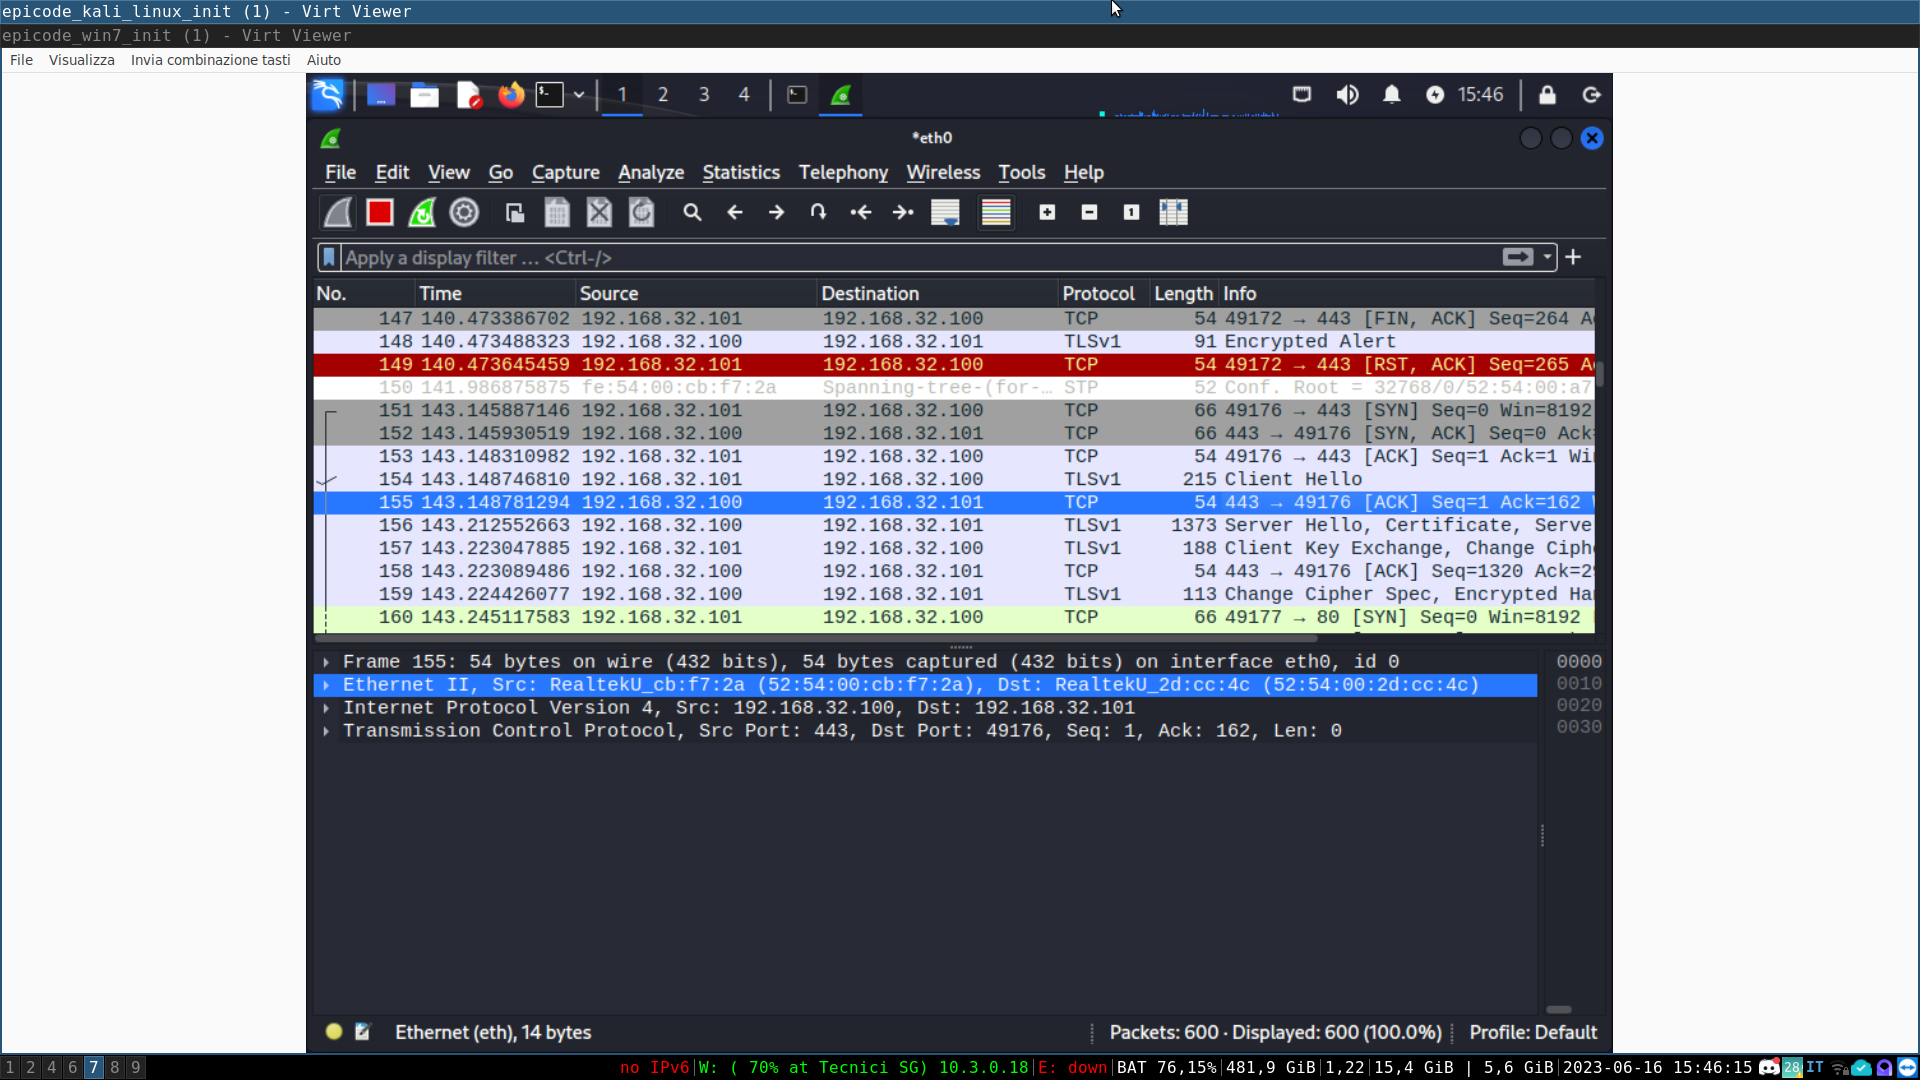 epicode_kali_linux_init (1) - Virt Viewer
epicode_win7_init (1) - Virt Viewer
File Visualizza Invia combinazione tasti Aiuto
1 2 3 4 15:46
*eth0
File Edit View Go Capture Analyze Statistics Telephony Wireless Tools Help
Apply a display filter … <Ctrl-/>
No. Time Source Destination Protocol Length Info
147 140.473386702 192.168.32.101 192.168.32.100 TCP 54 49172 → 443 [FIN, ACK] Seq=264 A
148 140.473488323 192.168.32.100 192.168.32.101 TLSv1 91 Encrypted Alert
149 140.473645459 192.168.32.101 192.168.32.100 TCP 54 49172 → 443 [RST, ACK] Seq=265 A
150 141.986875875 fe:54:00:cb:f7:2a Spanning-tree-(for-… STP 52 Conf. Root = 32768/0/52:54:00:a7
151 143.145887146 192.168.32.101 192.168.32.100 TCP 66 49176 → 443 [SYN] Seq=0 Win=8192
152 143.145930519 192.168.32.100 192.168.32.101 TCP 66 443 → 49176 [SYN, ACK] Seq=0 Ack
153 143.148310982 192.168.32.101 192.168.32.100 TCP 54 49176 → 443 [ACK] Seq=1 Ack=1 Wi
154 143.148746810 192.168.32.101 192.168.32.100 TLSv1 215 Client Hello
155 143.148781294 192.168.32.100 192.168.32.101 TCP 54 443 → 49176 [ACK] Seq=1 Ack=162
156 143.212552663 192.168.32.100 192.168.32.101 TLSv1 1373 Server Hello, Certificate, Serve
157 143.223047885 192.168.32.101 192.168.32.100 TLSv1 188 Client Key Exchange, Change Ciph
158 143.223089486 192.168.32.100 192.168.32.101 TCP 54 443 → 49176 [ACK] Seq=1320 Ack=2
159 143.224426077 192.168.32.100 192.168.32.101 TLSv1 113 Change Cipher Spec, Encrypted Ha
160 143.245117583 192.168.32.101 192.168.32.100 TCP 66 49177 → 80 [SYN] Seq=0 Win=8192
Frame 155: 54 bytes on wire (432 bits), 54 bytes captured (432 bits) on interface eth0, id 0
Ethernet II, Src: RealtekU_cb:f7:2a (52:54:00:cb:f7:2a), Dst: RealtekU_2d:cc:4c (52:54:00:2d:cc:4c)
Internet Protocol Version 4, Src: 192.168.32.100, Dst: 192.168.32.101
Transmission Control Protocol, Src Port: 443, Dst Port: 49176, Seq: 1, Ack: 162, Len: 0
0000
0010
0020
0030
Ethernet (eth), 14 bytes Packets: 600 · Displayed: 600 (100.0%) Profile: Default
1 2 4 6 7 8 9 no IPv6|W: ( 70% at Tecnici SG) 10.3.0.18|E: down|BAT 76,15%|481,9 GiB|1,22|15,4 GiB | 5,6 GiB|2023-06-16 15:46:15 28 IT